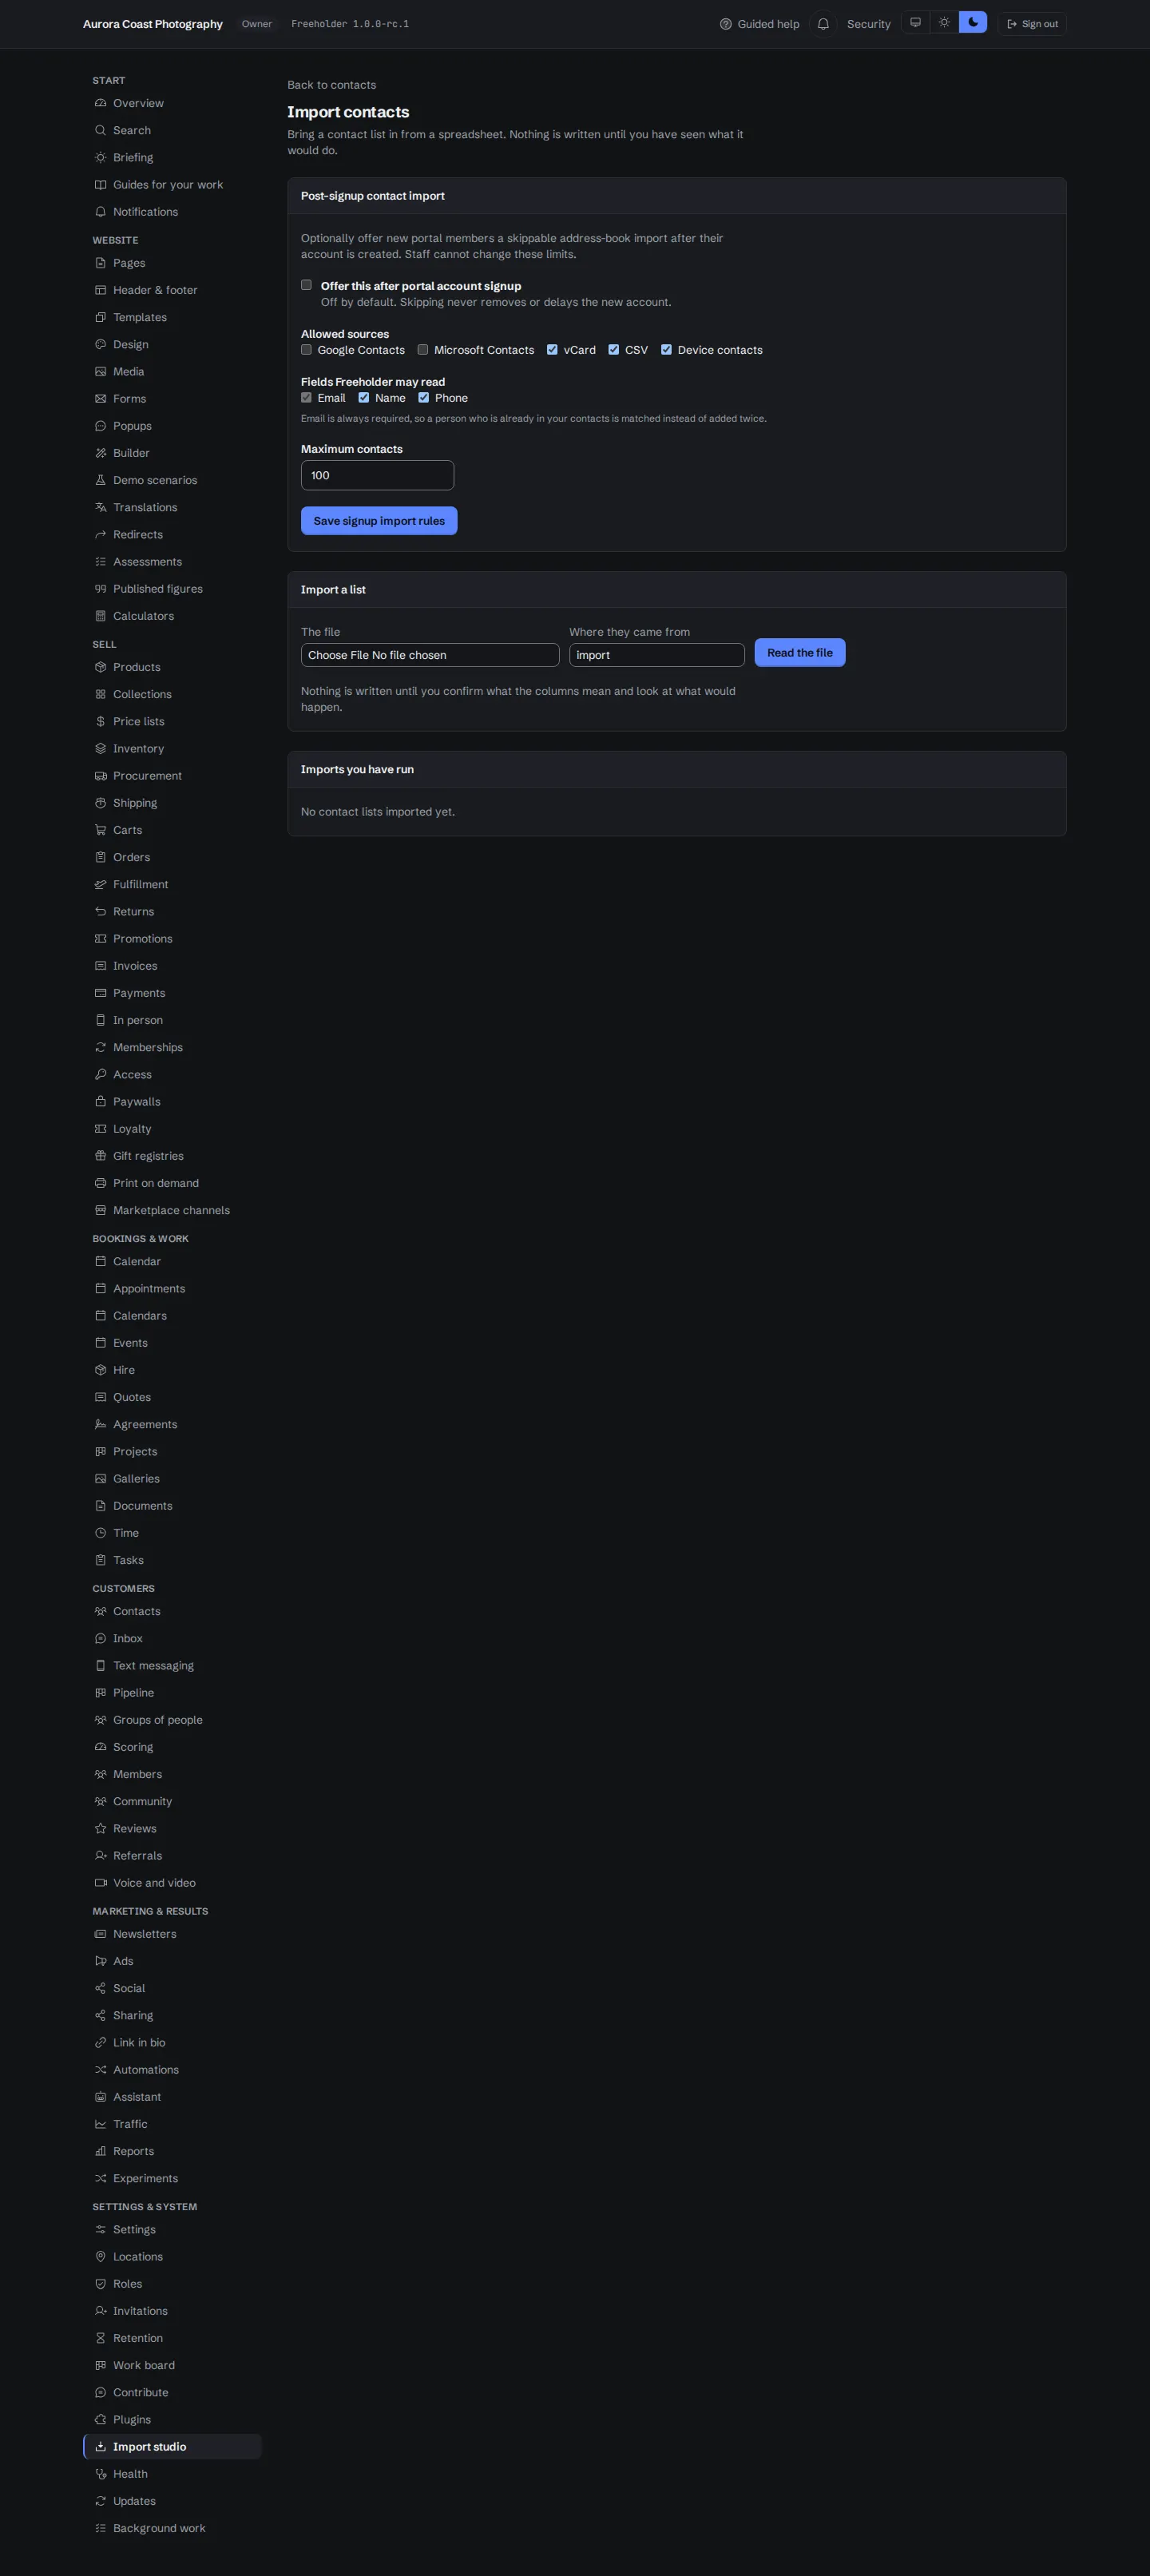 Aurora Coast Photography
Owner
Freeholder 1.0.0-rc.1
Guided help
Security
Sign out
START
Overview
Search
Briefing
Guides for your work
Notifications
WEBSITE
Pages
Header & footer
Templates
Design
Media
Forms
Popups
Builder
Demo scenarios
Translations
Redirects
Assessments
Published figures
Calculators
SELL
Products
Collections
Price lists
Inventory
Procurement
Shipping
Carts
Orders
Fulfillment
Returns
Promotions
Invoices
Payments
In person
Memberships
Access
Paywalls
Loyalty
Gift registries
Print on demand
Marketplace channels
BOOKINGS & WORK
Calendar
Appointments
Calendars
Events
Hire
Quotes
Agreements
Projects
Galleries
Documents
Time
Tasks
CUSTOMERS
Contacts
Inbox
Text messaging
Pipeline
Groups of people
Scoring
Members
Community
Reviews
Referrals
Voice and video
MARKETING & RESULTS
Newsletters
Ads
Social
Sharing
Link in bio
Automations
Assistant
Traffic
Reports
Experiments
SETTINGS & SYSTEM
Settings
Locations
Roles
Invitations
Retention
Work board
Contribute
Plugins
Import studio
Health
Updates
Background work
Back to contacts
Import contacts
Bring a contact list in from a spreadsheet. Nothing is written until you have seen what it
would do.
Post-signup contact import
Optionally offer new portal members a skippable address-book import after their
account is created. Staff cannot change these limits.
Offer this after portal account signup
Off by default. Skipping never removes or delays the new account.
Allowed sources
Google Contacts Microsoft Contacts vCard CSV Device contacts
Fields Freeholder may read
Email Name Phone
Email is always required, so a person who is already in your contacts is matched instead of added twice.
Maximum contacts
100
Save signup import rules
Import a list
The file Where they came from
Choose File No file chosen import Read the file
Nothing is written until you confirm what the columns mean and look at what would
happen.
Imports you have run
No contact lists imported yet.